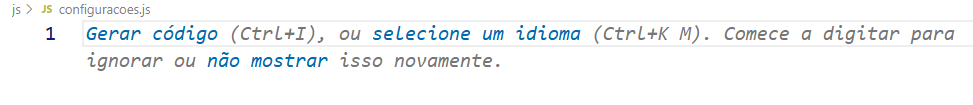 js > JS configuracoes.js
1 Gerar código (Ctrl+I), ou selecione um idioma (Ctrl+K M). Comece a digitar para
ignorar ou não mostrar isso novamente.